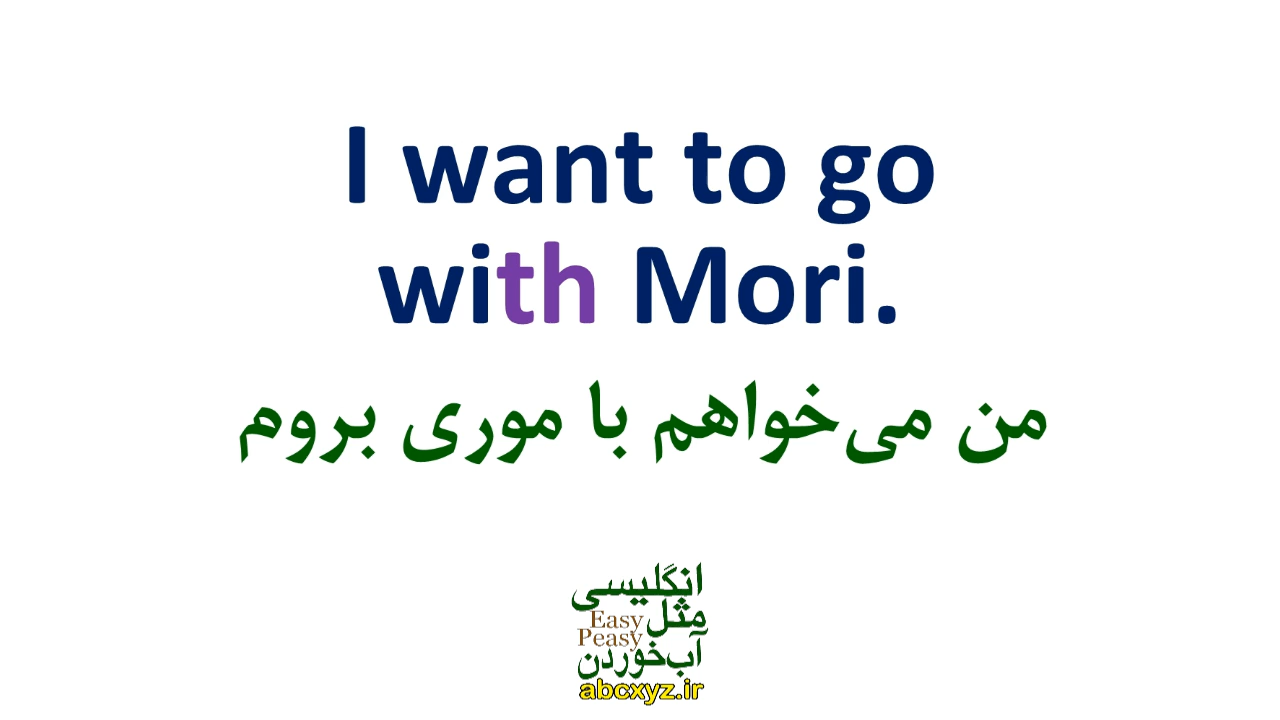 I want to go
with Mori.
من می‌خواهم با موری بروم
انگلیسی
مثل
Easy
Peasy
آب‌خوردن
abcxyz.ir